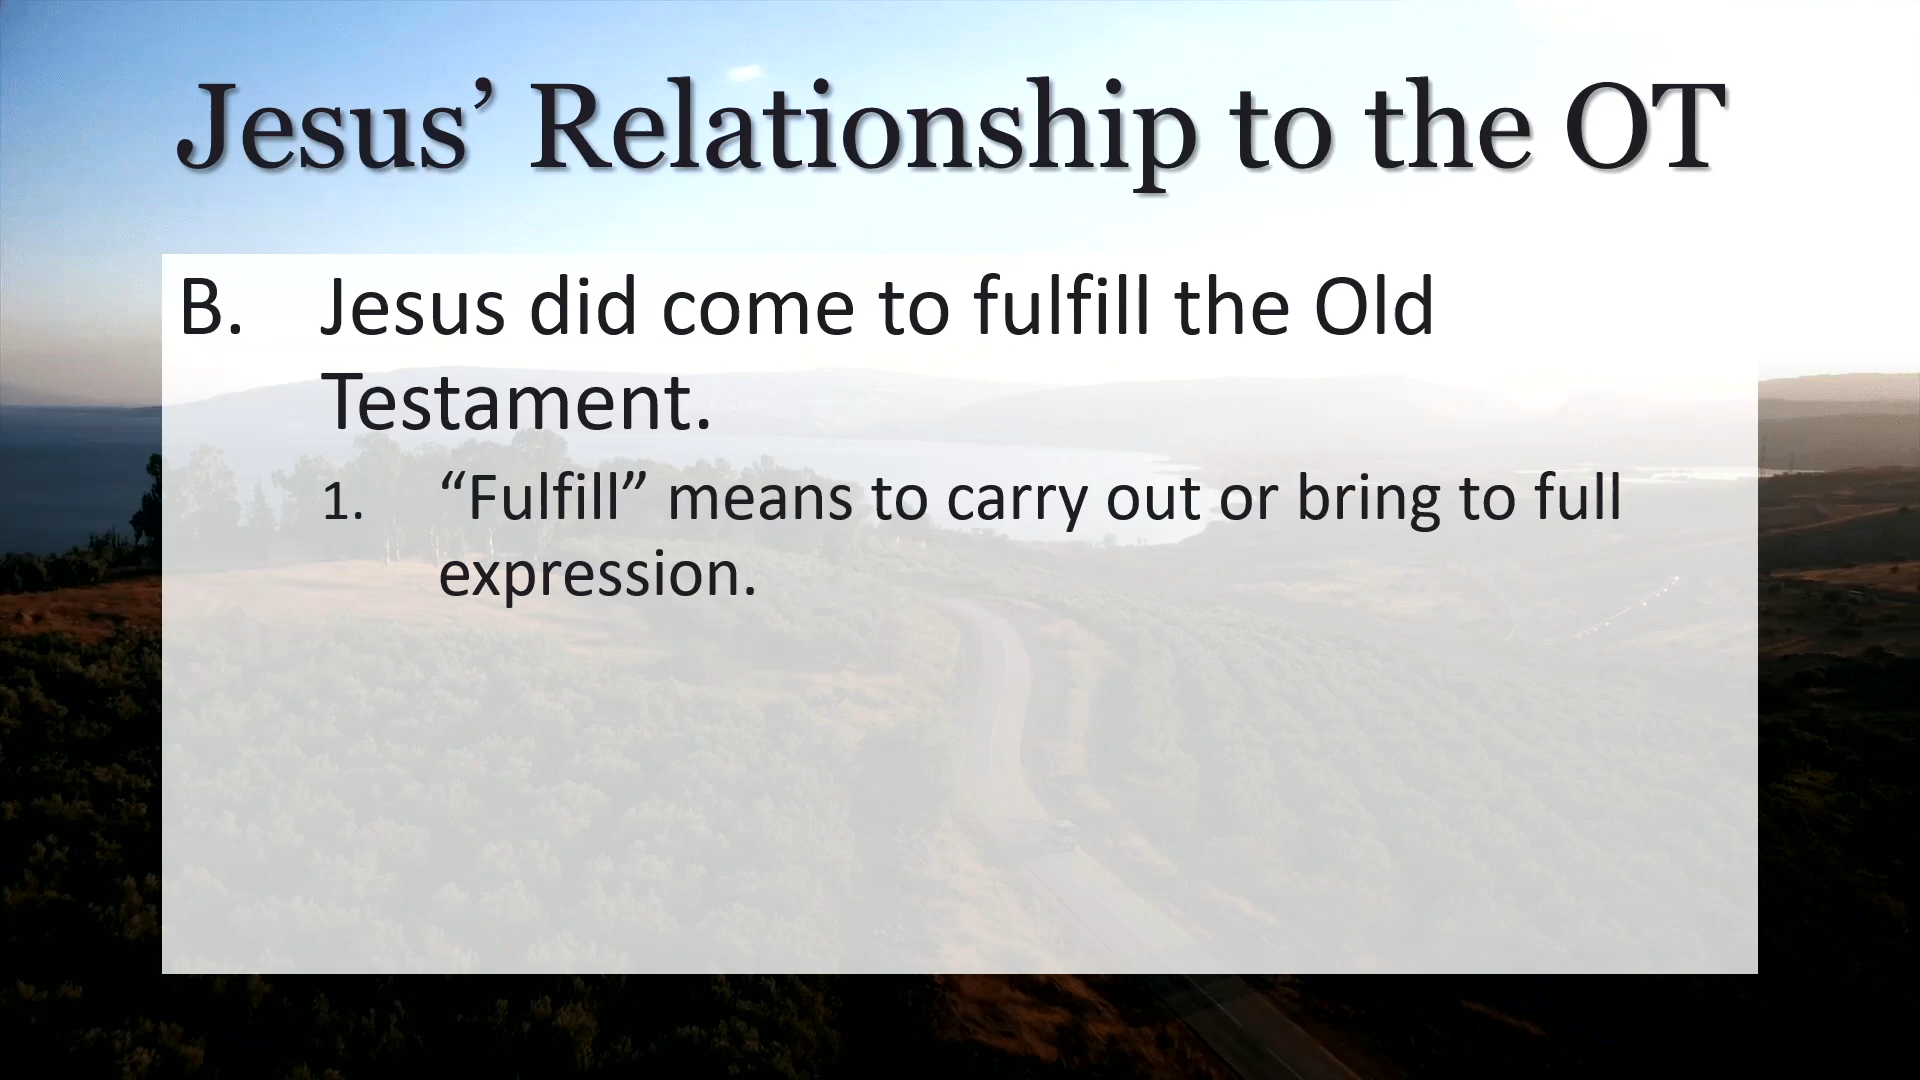 Jesus’ Relationship to the OT
B. Jesus did come to fulfill the Old
Testament.
1. “Fulfill” means to carry out or bring to full
expression.